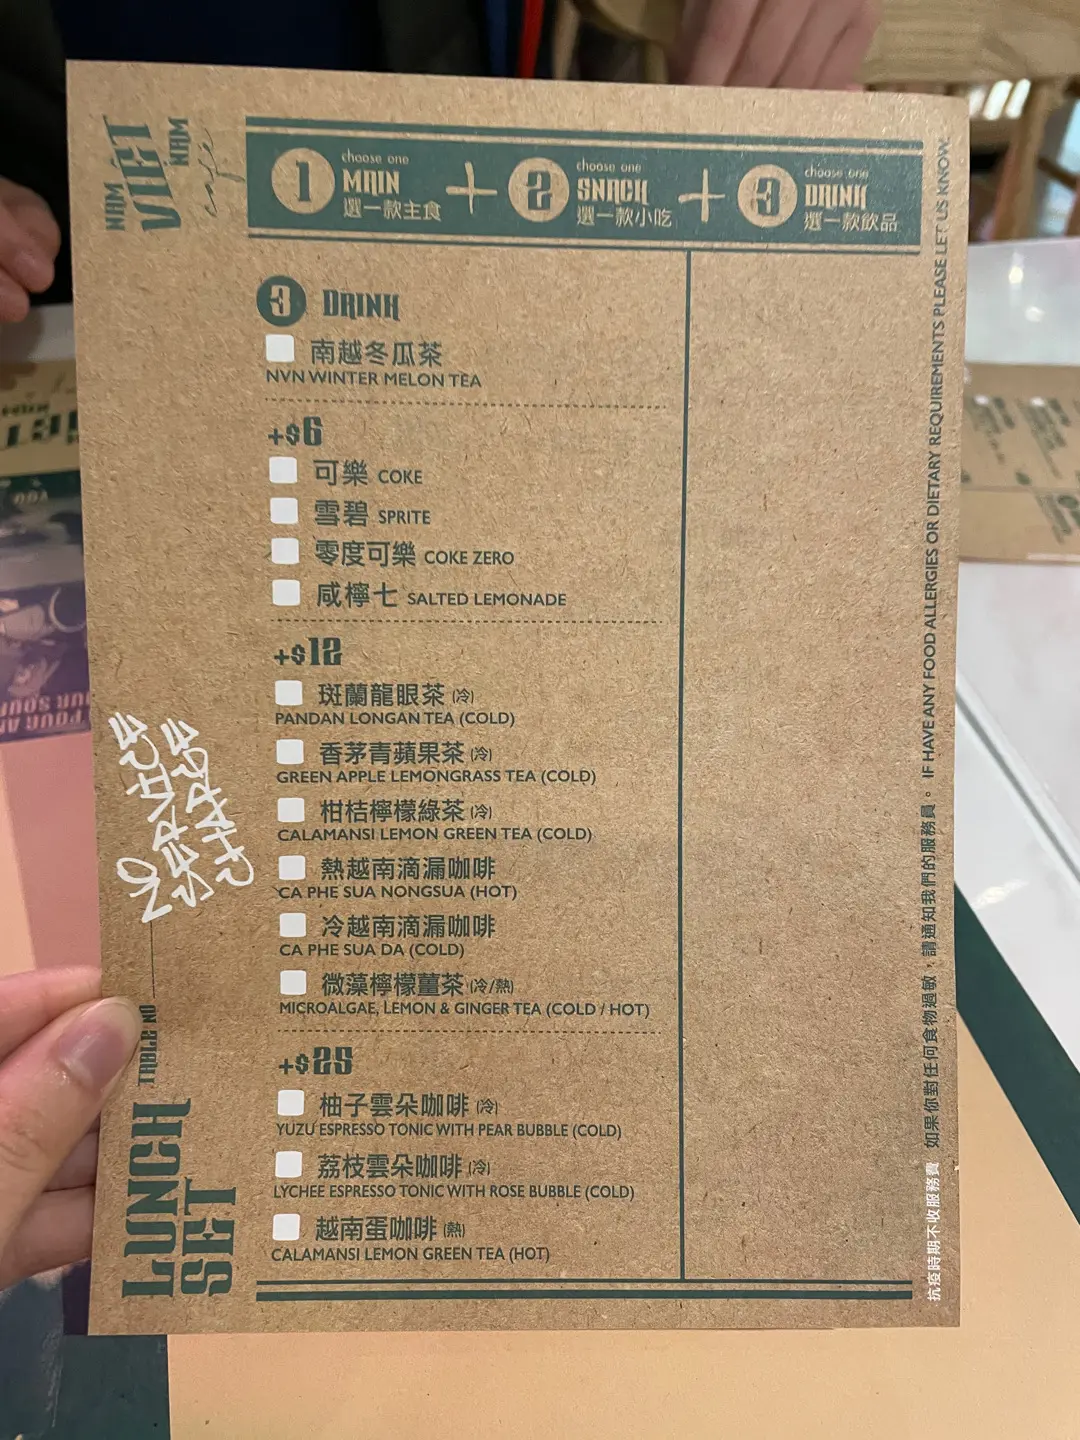 NAM
VIET
NAM
cafe
1
choose one
MAIN
選一款主食
+
2
choose one
SNACK
選一款小吃
+
3
choose one
DRINK
選一款飲品
3 DRINK
南越冬瓜茶
NVN WINTER MELON TEA
+$6
可樂 COKE
雪碧 SPRITE
零度可樂 COKE ZERO
咸檸七 SALTED LEMONADE
+$12
斑蘭龍眼茶 (冷)
PANDAN LONGAN TEA (COLD)
香茅青蘋果茶 (冷)
GREEN APPLE LEMONGRASS TEA (COLD)
柑桔檸檬綠茶 (冷)
CALAMANSI LEMON GREEN TEA (COLD)
熱越南滴漏咖啡
CA PHE SUA NONGSUA (HOT)
冷越南滴漏咖啡
CA PHE SUA DA (COLD)
微藻檸檬薑茶 (冷/熱)
MICROALGAE, LEMON & GINGER TEA (COLD / HOT)
+$25
柚子雲朵咖啡 (冷)
YUZU ESPRESSO TONIC WITH PEAR BUBBLE (COLD)
荔枝雲朵咖啡 (冷)
LYCHEE ESPRESSO TONIC WITH ROSE BUBBLE (COLD)
越南蛋咖啡 (熱)
CALAMANSI LEMON GREEN TEA (HOT)
NO
SERVICE
CHARGE
TABLE NO
LUNCH
SET
抗疫時期不收服務費 如果你對任何食物過敏，請通知我們的服務員。 IF HAVE ANY FOOD ALLERGIES OR DIETARY REQUIREMENTS PLEASE LET US KNOW.